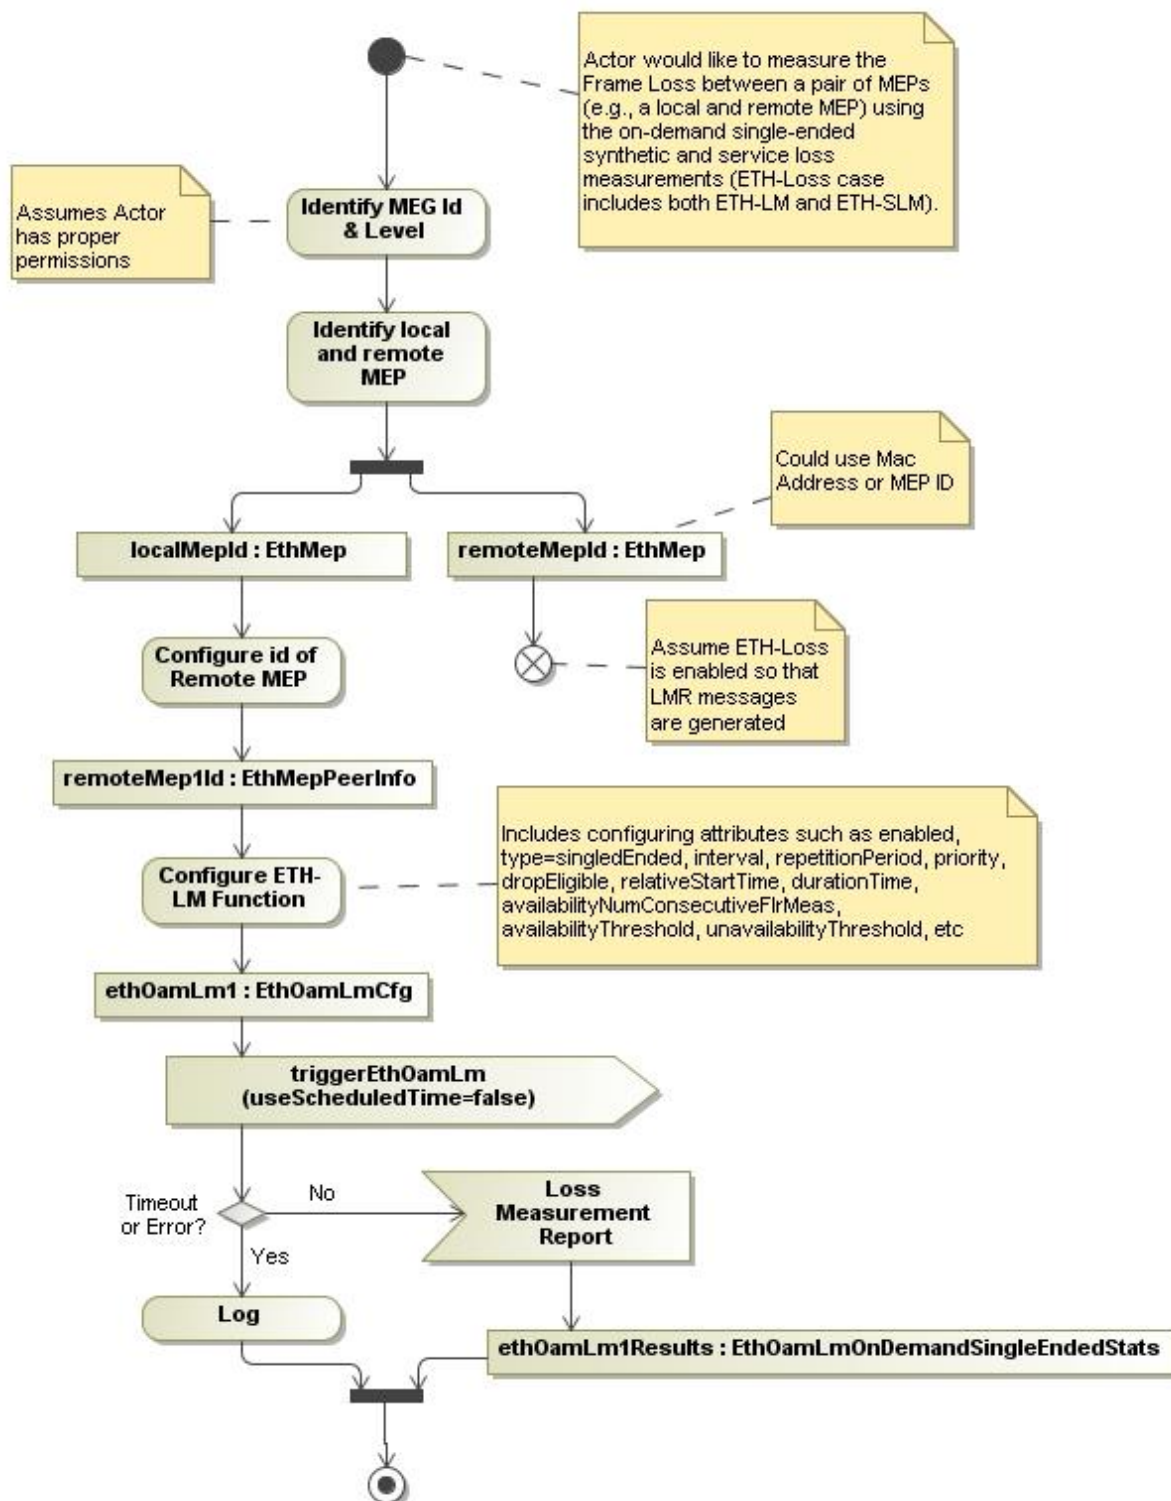 Actor would like to measure the
Frame Loss between a pair of MEPs
(e.g., a local and remote MEP) using
the on-demand single-ended
synthetic and service loss
measurements (ETH-Loss case
includes both ETH-LM and ETH-SLM).
Assumes Actor
has proper
permissions
Identify MEG Id
& Level
Identify local
and remote
MEP
Could use Mac
Address or MEP ID
localMepId : EthMep
remoteMepId : EthMep
Assume ETH-Loss
is enabled so that
LMR messages
are generated
Configure id of
Remote MEP
remoteMep1Id : EthMepPeerInfo
Includes configuring attributes such as enabled,
type=singledEnded, interval, repetitionPeriod, priority,
dropEligible, relativeStartTime, durationTime,
availabilityNumConsecutiveFlrMeas,
availabilityThreshold, unavailabilityThreshold, etc
Configure ETH-
LM Function
ethOamLm1 : EthOamLmCfg
triggerEthOamLm
(useScheduledTime=false)
Timeout
or Error?
No
Loss
Measurement
Report
Yes
Log
ethOamLm1Results : EthOamLmOnDemandSingleEndedStats